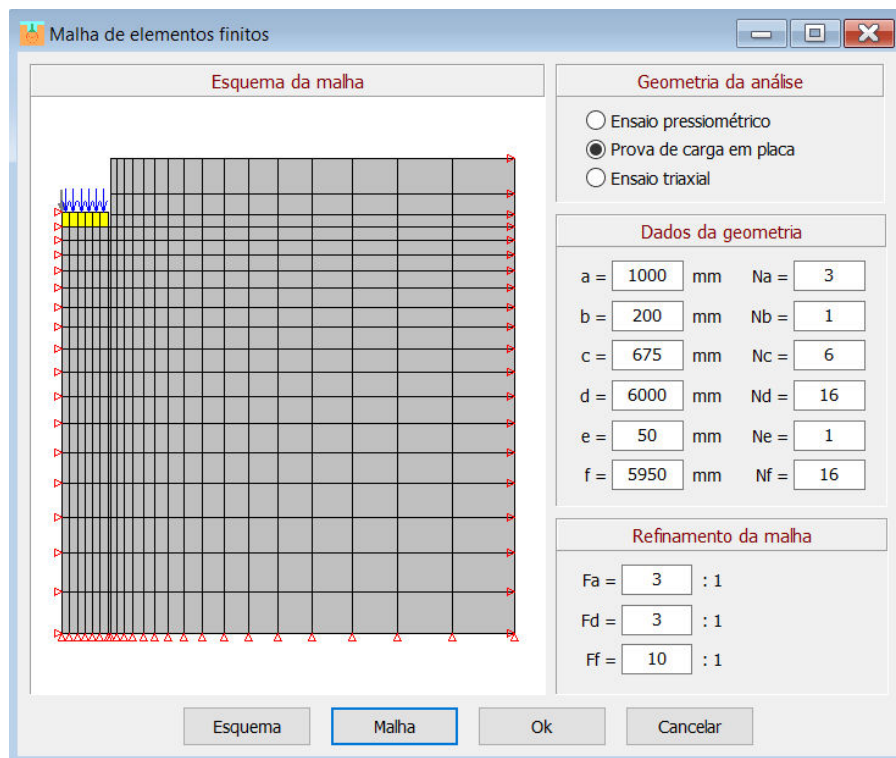 Malha de elementos finitos
Esquema da malha
Geometria da análise
Ensaio pressiométrico
Prova de carga em placa
Ensaio triaxial
Dados da geometria
a = 1000 mm Na = 3
b = 200 mm Nb = 1
c = 675 mm Nc = 6
d = 6000 mm Nd = 16
e = 50 mm Ne = 1
f = 5950 mm Nf = 16
Refinamento da malha
Fa = 3 : 1
Fd = 3 : 1
Ff = 10 : 1
Esquema Malha Ok Cancelar